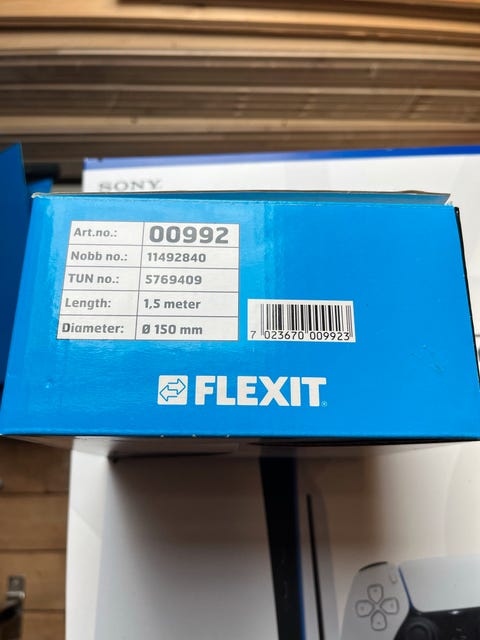 SONY
Art.no.: 00992
Nobb no.: 11492840
TUN no.: 5769409
Length: 1,5 meter
Diameter: Ø 150 mm
7 023670 009923
FLEXIT®